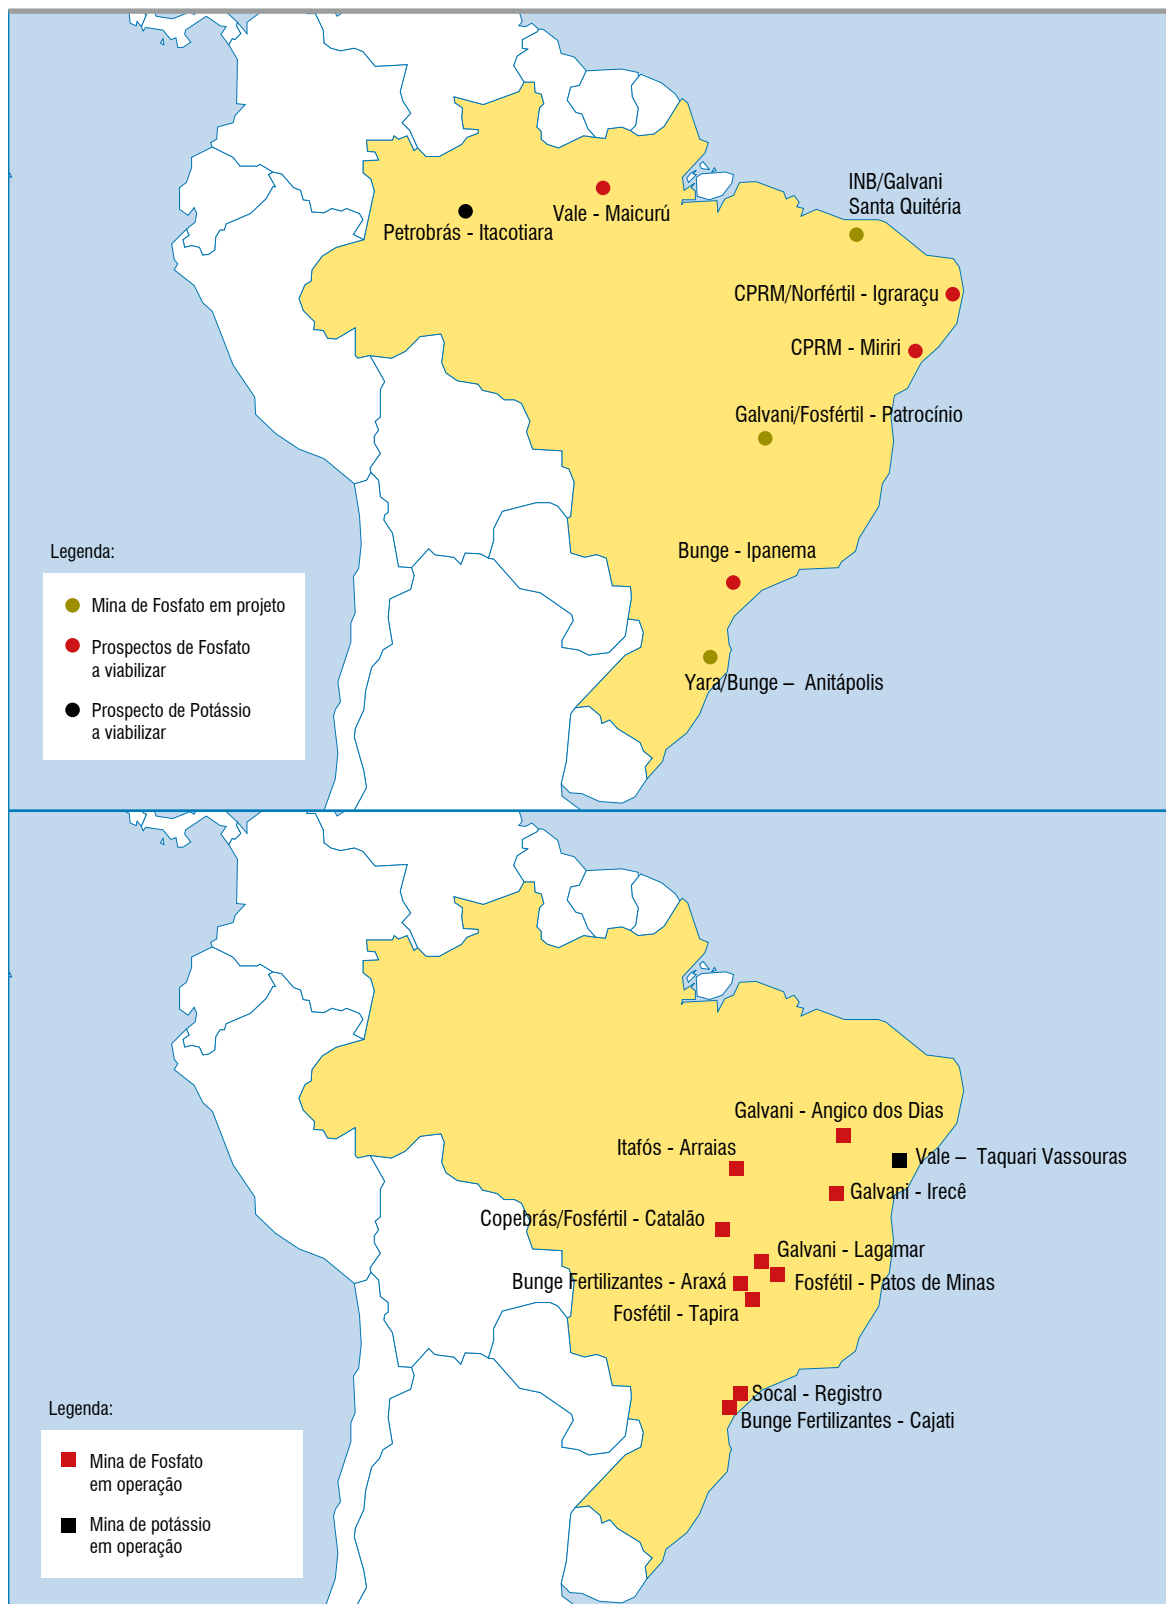 INB/Galvani
Santa Quitéria
Vale - Maicurú
Petrobrás - Itacotiara
CPRM/Norfértil - Igraraçu
CPRM - Miriri
Galvani/Fosfértil - Patrocínio
Bunge - Ipanema
Yara/Bunge – Anitápolis
Legenda:
Mina de Fosfato em projeto
Prospectos de Fosfato
a viabilizar
Prospecto de Potássio
a viabilizar
Galvani - Angico dos Dias
Itafós - Arraias
Vale – Taquari Vassouras
Galvani - Irecê
Copebrás/Fosfértil - Catalão
Galvani - Lagamar
Bunge Fertilizantes - Araxá
Fosfétil - Patos de Minas
Fosfétil - Tapira
Socal - Registro
Bunge Fertilizantes - Cajati
Legenda:
Mina de Fosfato
em operação
Mina de potássio
em operação